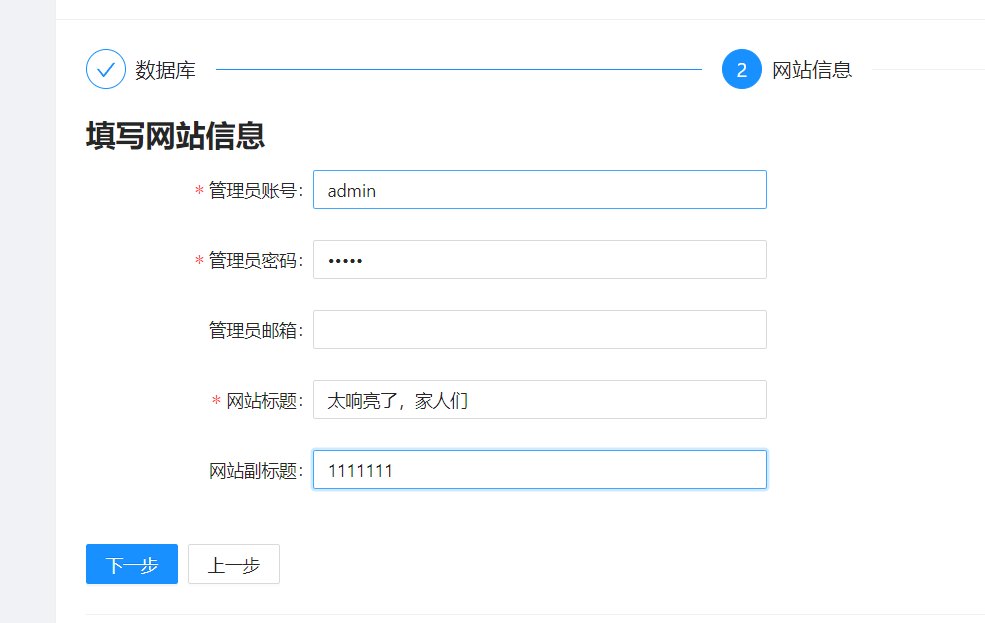 数据库
2 网站信息
填写网站信息
* 管理员账号: admin
* 管理员密码: •••••
管理员邮箱:
* 网站标题: 太响亮了，家人们
网站副标题: 1111111
下一步 上一步